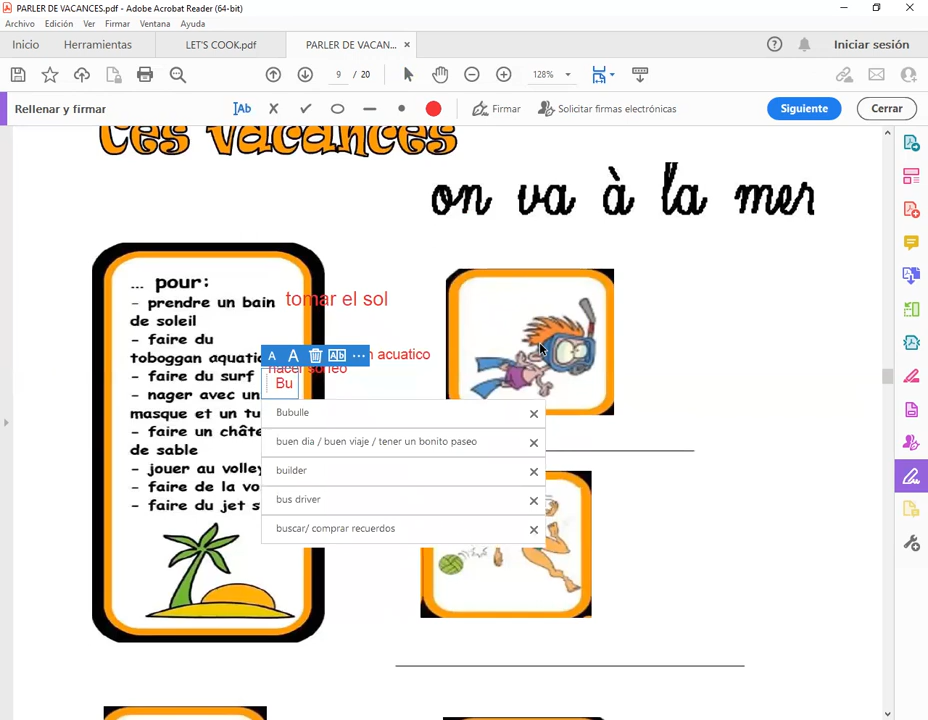 PARLER DE VACANCES.pdf - Adobe Acrobat Reader (64-bit)
Archivo Edición Ver Firmar Ventana Ayuda
Inicio Herramientas LET'S COOK.pdf PARLER DE VACAN... × Iniciar sesión
9 / 20 128%
Rellenar y firmar Ab Firmar Solicitar firmas electrónicas Siguiente Cerrar
Ces vacances
on va à la mer
... pour:
- prendre un bain
de soleil
tomar el sol
- faire du
toboggan aquatiq
n acuatico
- faire du surf
hacer sorfeo
A A Ab ...
- nager avec un
masque et un tu
Bu
- faire un châte
de sable
- jouer au volley
- faire de la vo
- faire du jet s
Bubulle
buen dia / buen viaje / tener un bonito paseo
builder
bus driver
buscar/ comprar recuerdos